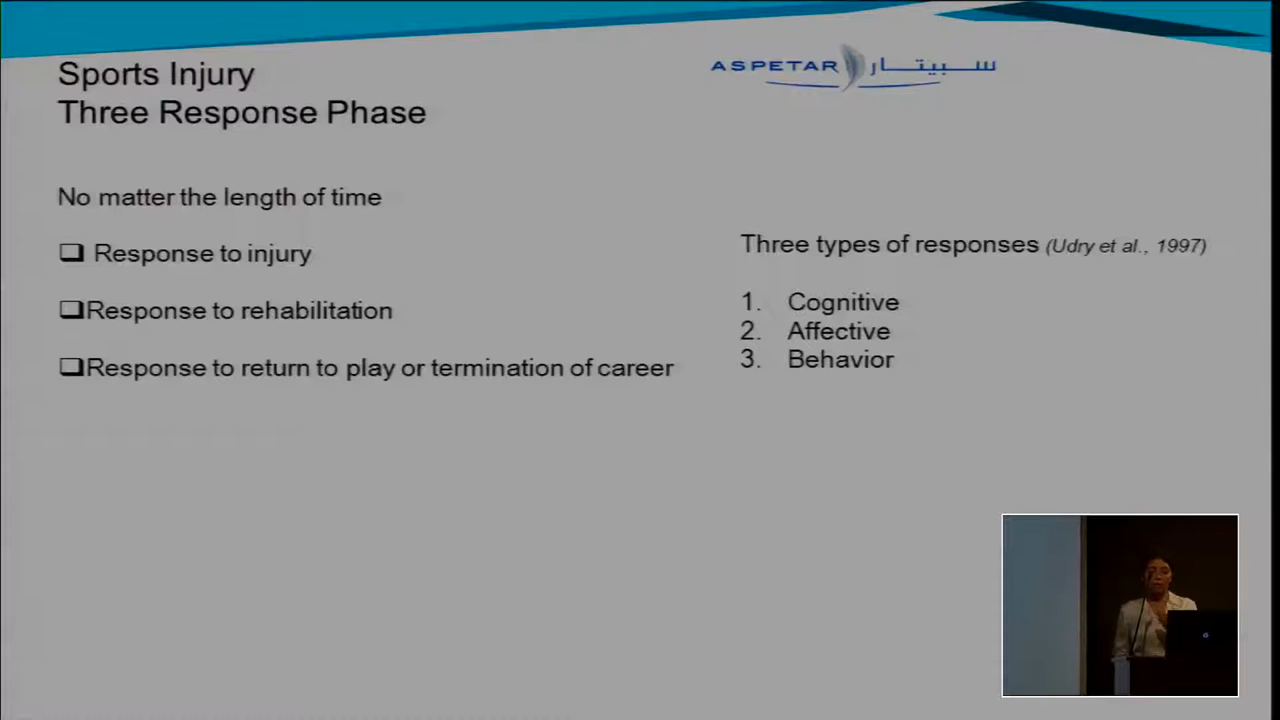 Sports Injury
Three Response Phase
ASPETAR سبيتار
No matter the length of time
Response to injury
Response to rehabilitation
Response to return to play or termination of career
Three types of responses (Udry et al., 1997)
1. Cognitive
2. Affective
3. Behavior